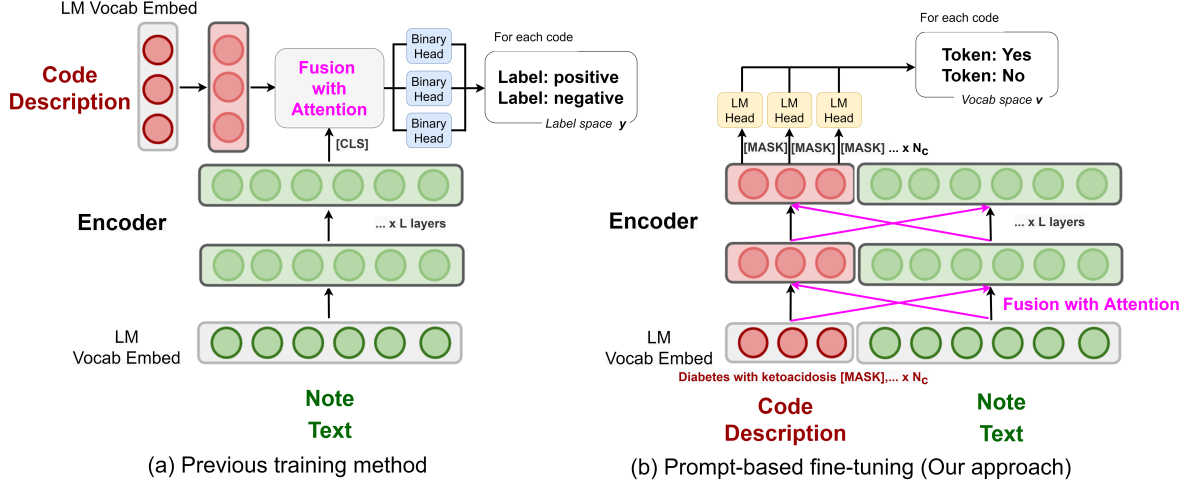 LM Vocab Embed
Code
Description
Fusion
with
Attention
Binary
Head
Binary
Head
Binary
Head
For each code
Label: positive
Label: negative
Label space y
[CLS]
Encoder
... x L layers
LM
Vocab Embed
Note
Text
(a) Previous training method
For each code
Token: Yes
Token: No
Vocab space v
LM
Head
LM
Head
LM
Head
[MASK] [MASK] [MASK] ... x Nc
Encoder
... x L layers
Fusion with Attention
LM
Vocab Embed
Diabetes with ketoacidosis [MASK],... x Nc
Code
Description
Note
Text
(b) Prompt-based fine-tuning (Our approach)